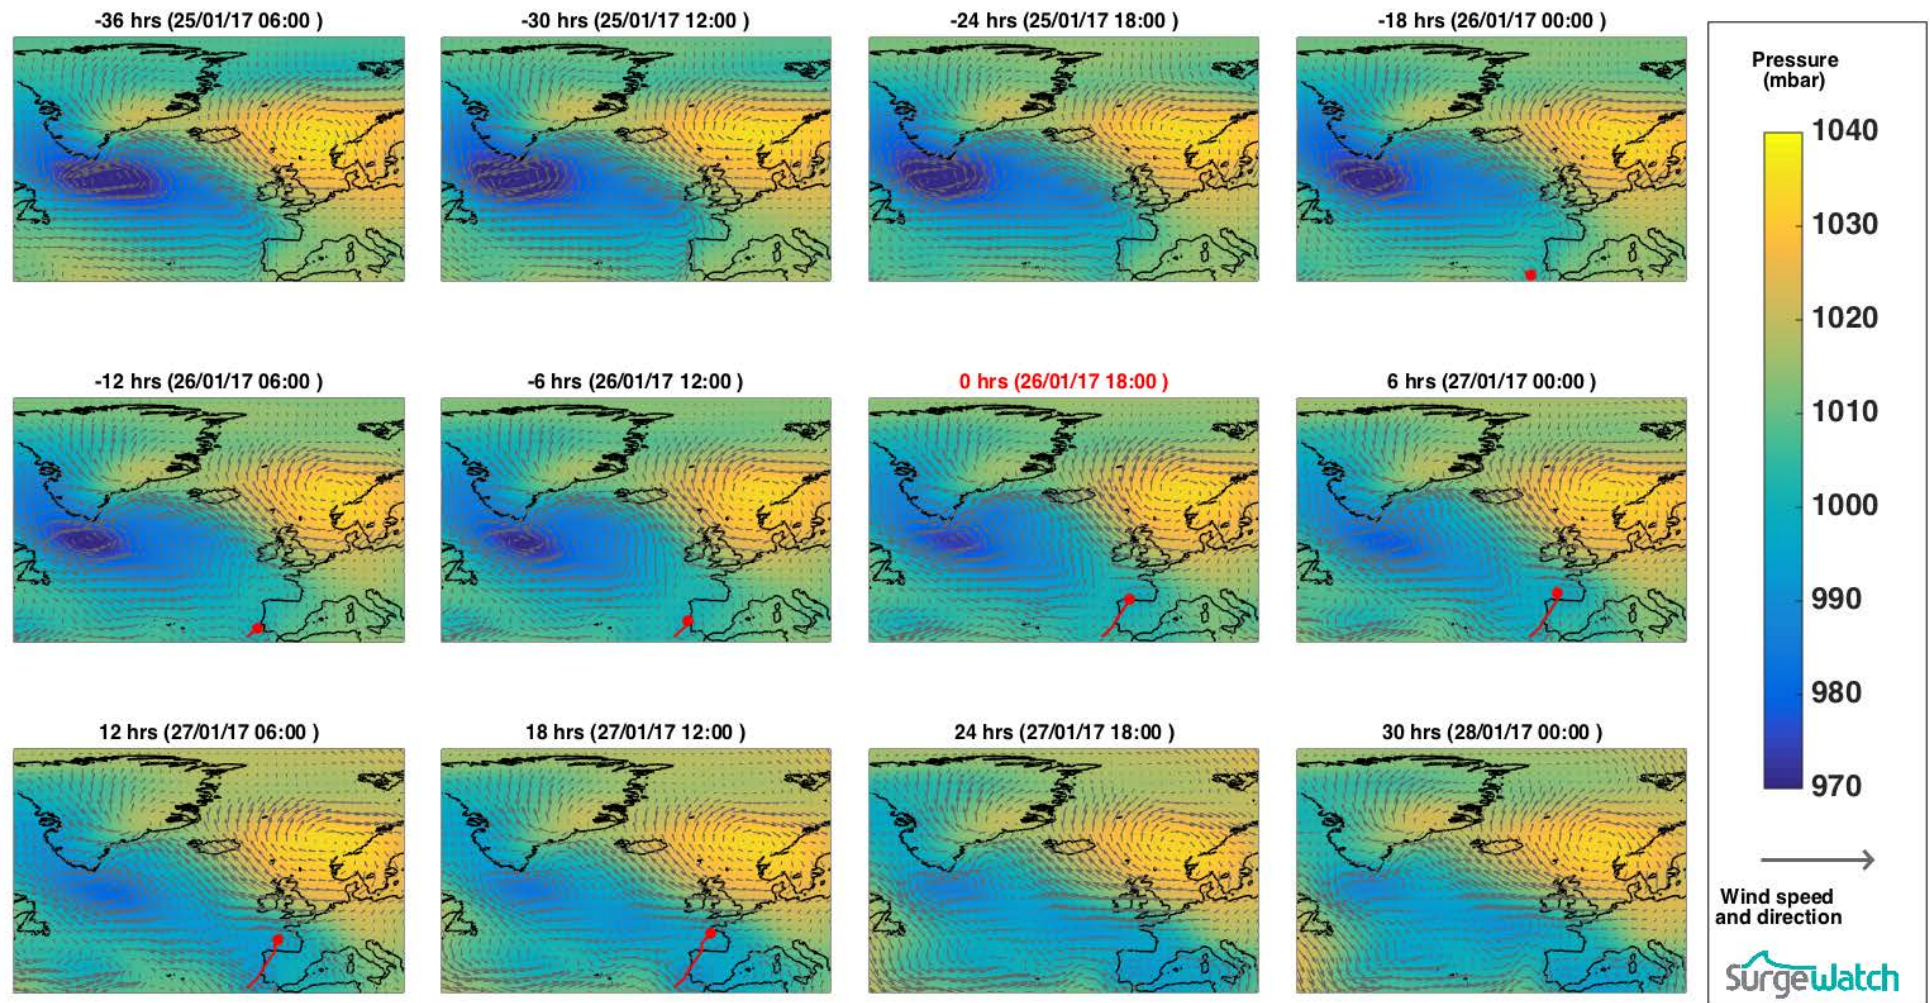 -36 hrs (25/01/17 06:00 )
-30 hrs (25/01/17 12:00 )
-24 hrs (25/01/17 18:00 )
-18 hrs (26/01/17 00:00 )
-12 hrs (26/01/17 06:00 )
-6 hrs (26/01/17 12:00 )
0 hrs (26/01/17 18:00 )
6 hrs (27/01/17 00:00 )
12 hrs (27/01/17 06:00 )
18 hrs (27/01/17 12:00 )
24 hrs (27/01/17 18:00 )
30 hrs (28/01/17 00:00 )
Pressure
(mbar)
1040
1030
1020
1010
1000
990
980
970
Wind speed
and direction
SurgeWatch